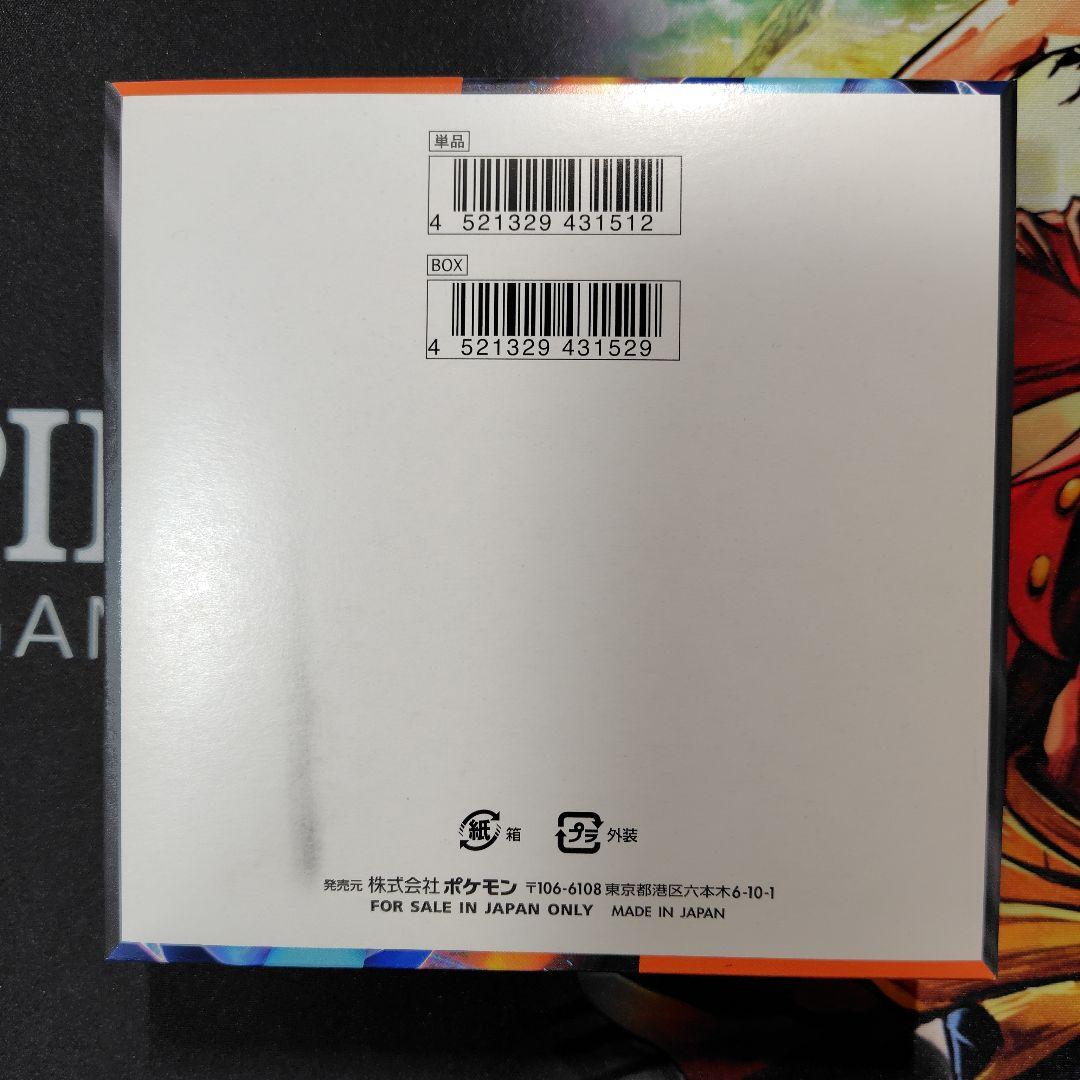 単品
4 521329 431512
BOX
4 521329 431529
紙 箱 プラ 外装
発売元 株式会社 ポケモン 〒106-6108 東京都港区六本木6-10-1
FOR SALE IN JAPAN ONLY MADE IN JAPAN